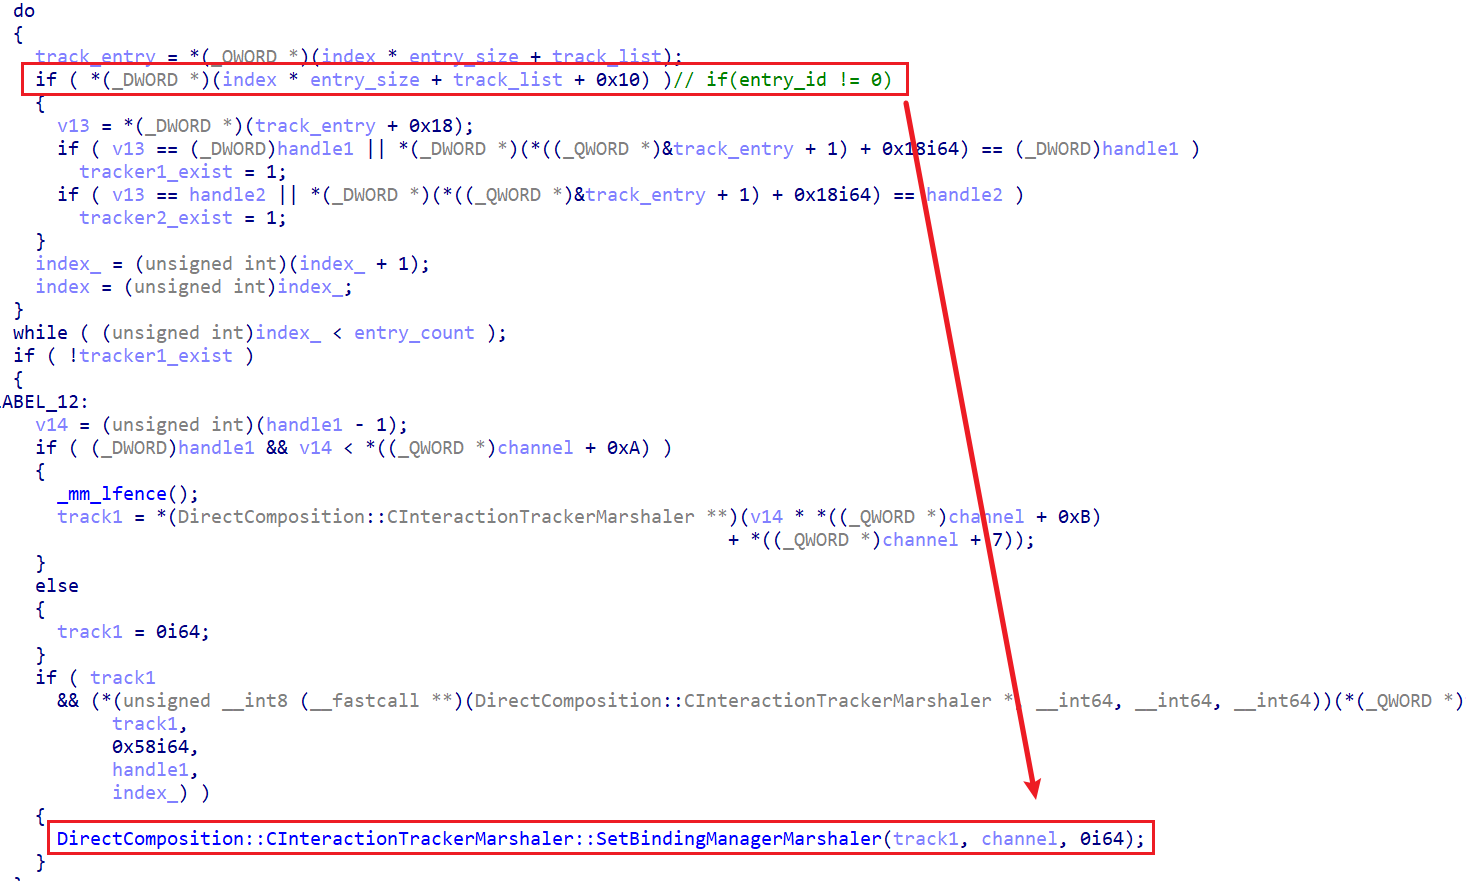 do
{
track_entry = *(_OWORD *)(index * entry_size + track_list);
if ( *(_DWORD *)(index * entry_size + track_list + 0x10) )// if(entry_id != 0)
{
v13 = *(_DWORD *)(track_entry + 0x18);
if ( v13 == (_DWORD)handle1 || *(_DWORD *)(*((_QWORD *)&track_entry + 1) + 0x18i64) == (_DWORD)handle1 )
tracker1_exist = 1;
if ( v13 == handle2 || *(_DWORD *)(*((_QWORD *)&track_entry + 1) + 0x18i64) == handle2 )
tracker2_exist = 1;
}
index_ = (unsigned int)(index_ + 1);
index = (unsigned int)index_;
}
while ( (unsigned int)index_ < entry_count );
if ( !tracker1_exist )
{
ABEL_12:
v14 = (unsigned int)(handle1 - 1);
if ( (_DWORD)handle1 && v14 < *((_QWORD *)channel + 0xA) )
{
_mm_lfence();
track1 = *(DirectComposition::CInteractionTrackerMarshaler **)(v14 * *((_QWORD *)channel + 0xB)
+ *((_QWORD *)channel + 7));
}
else
{
track1 = 0i64;
}
if ( track1
&& (*(unsigned __int8 (__fastcall **)(DirectComposition::CInteractionTrackerMarshaler * __int64, __int64, __int64))(*(_QWORD *)
track1,
0x58i64,
handle1,
index_) )
{
DirectComposition::CInteractionTrackerMarshaler::SetBindingManagerMarshaler(track1, channel, 0i64);
}